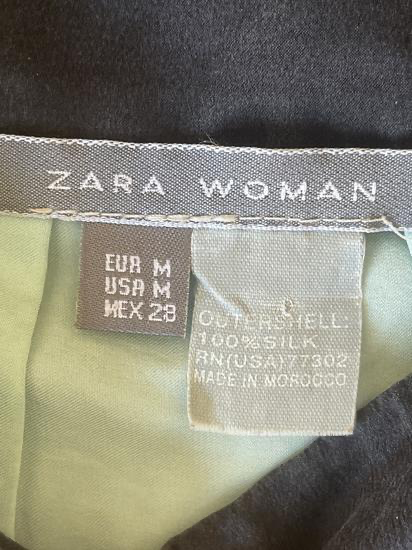 ZARA WOMAN
EUR M
USA M
MEX 28
OUTERSHELL:
100% SILK
RN(USA)77302
MADE IN MOROCCO